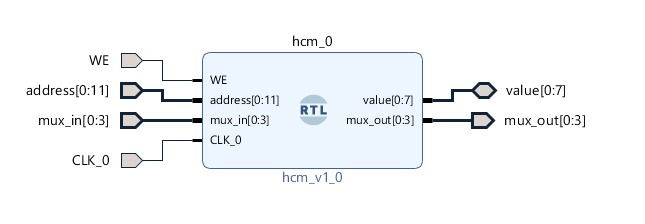 hcm_0
WE
address[0:11]
mux_in[0:3]
CLK_0
WE
address[0:11]
mux_in[0:3]
CLK_0
RTL
value[0:7]
mux_out[0:3]
value[0:7]
mux_out[0:3]
hcm_v1_0